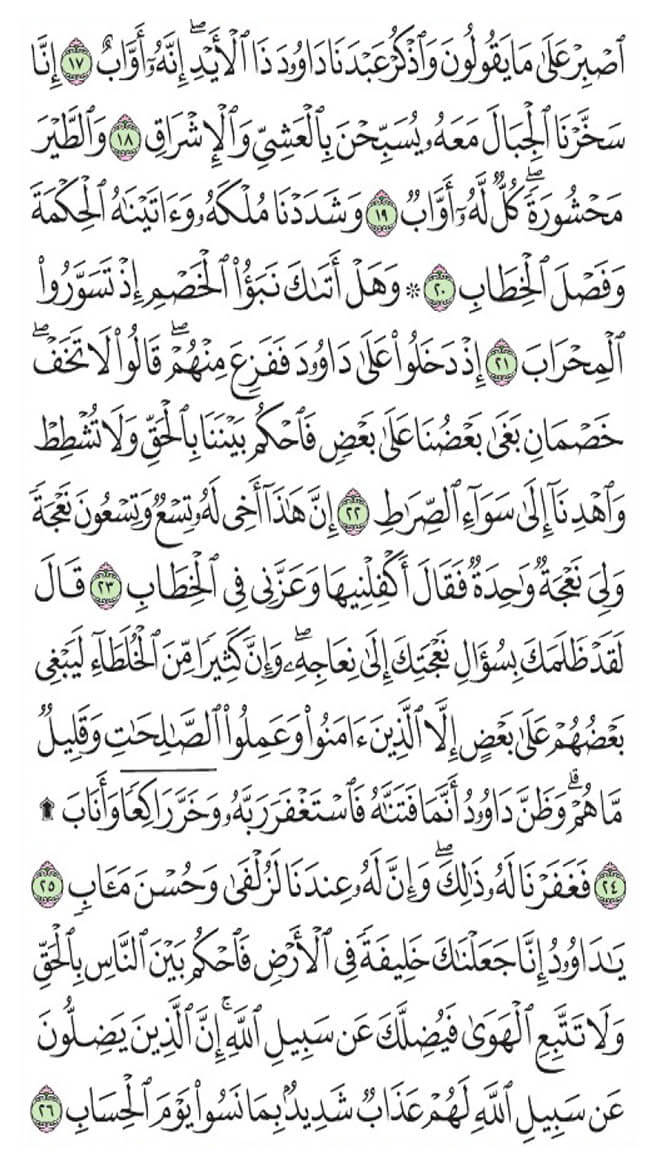 ٱصْبِرْ عَلَىٰ مَا يَقُولُونَ وَٱذْكُرْ عَبْدَنَا دَاوُۥدَ ذَا ٱلْأَيْدِ ۖ إِنَّهُۥٓ أَوَّابٌ ١٧ إِنَّا
سَخَّرْنَا ٱلْجِبَالَ مَعَهُۥ يُسَبِّحْنَ بِٱلْعَشِىِّ وَٱلْإِشْرَاقِ ١٨ وَٱلطَّيْرَ
مَحْشُورَةً ۖ كُلٌّ لَّهُۥٓ أَوَّابٌ ١٩ وَشَدَدْنَا مُلْكَهُۥ وَءَاتَيْنَٰهُ ٱلْحِكْمَةَ
وَفَصْلَ ٱلْخِطَابِ ٢٠ ۞ وَهَلْ أَتَىٰكَ نَبَؤُا۟ ٱلْخَصْمِ إِذْ تَسَوَّرُوا۟
ٱلْمِحْرَابَ ٢١ إِذْ دَخَلُوا۟ عَلَىٰ دَاوُۥدَ فَفَزِعَ مِنْهُمْ ۖ قَالُوا۟ لَا تَخَفْ ۖ
خَصْمَانِ بَغَىٰ بَعْضُنَا عَلَىٰ بَعْضٍ فَٱحْكُم بَيْنَنَا بِٱلْحَقِّ وَلَا تُشْطِطْ
وَٱهْدِنَآ إِلَىٰ سَوَآءِ ٱلصِّرَٰطِ ٢٢ إِنَّ هَٰذَآ أَخِى لَهُۥ تِسْعٌ وَتِسْعُونَ نَعْجَةً
وَلِىَ نَعْجَةٌ وَٰحِدَةٌ فَقَالَ أَكْفِلْنِيهَا وَعَزَّنِى فِى ٱلْخِطَابِ ٢٣ قَالَ
لَقَدْ ظَلَمَكَ بِسُؤَالِ نَعْجَتِكَ إِلَىٰ نِعَاجِهِۦ ۖ وَإِنَّ كَثِيرًا مِّنَ ٱلْخُلَطَآءِ لَيَبْغِى
بَعْضُهُمْ عَلَىٰ بَعْضٍ إِلَّا ٱلَّذِينَ ءَامَنُوا۟ وَعَمِلُوا۟ ٱلصَّٰلِحَٰتِ وَقَلِيلٌ
مَّا هُمْ ۗ وَظَنَّ دَاوُۥدُ أَنَّمَا فَتَنَّٰهُ فَٱسْتَغْفَرَ رَبَّهُۥ وَخَرَّ رَاكِعًا وَأَنَابَ ۩
٢٤ فَغَفَرْنَا لَهُۥ ذَٰلِكَ ۖ وَإِنَّ لَهُۥ عِندَنَا لَزُلْفَىٰ وَحُسْنَ مَـَٔابٍ ٢٥
يَٰدَاوُۥدُ إِنَّا جَعَلْنَٰكَ خَلِيفَةً فِى ٱلْأَرْضِ فَٱحْكُم بَيْنَ ٱلنَّاسِ بِٱلْحَقِّ
وَلَا تَتَّبِعِ ٱلْهَوَىٰ فَيُضِلَّكَ عَن سَبِيلِ ٱللَّهِ ۚ إِنَّ ٱلَّذِينَ يَضِلُّونَ
عَن سَبِيلِ ٱللَّهِ لَهُمْ عَذَابٌ شَدِيدٌۢ بِمَا نَسُوا۟ يَوْمَ ٱلْحِسَابِ ٢٦